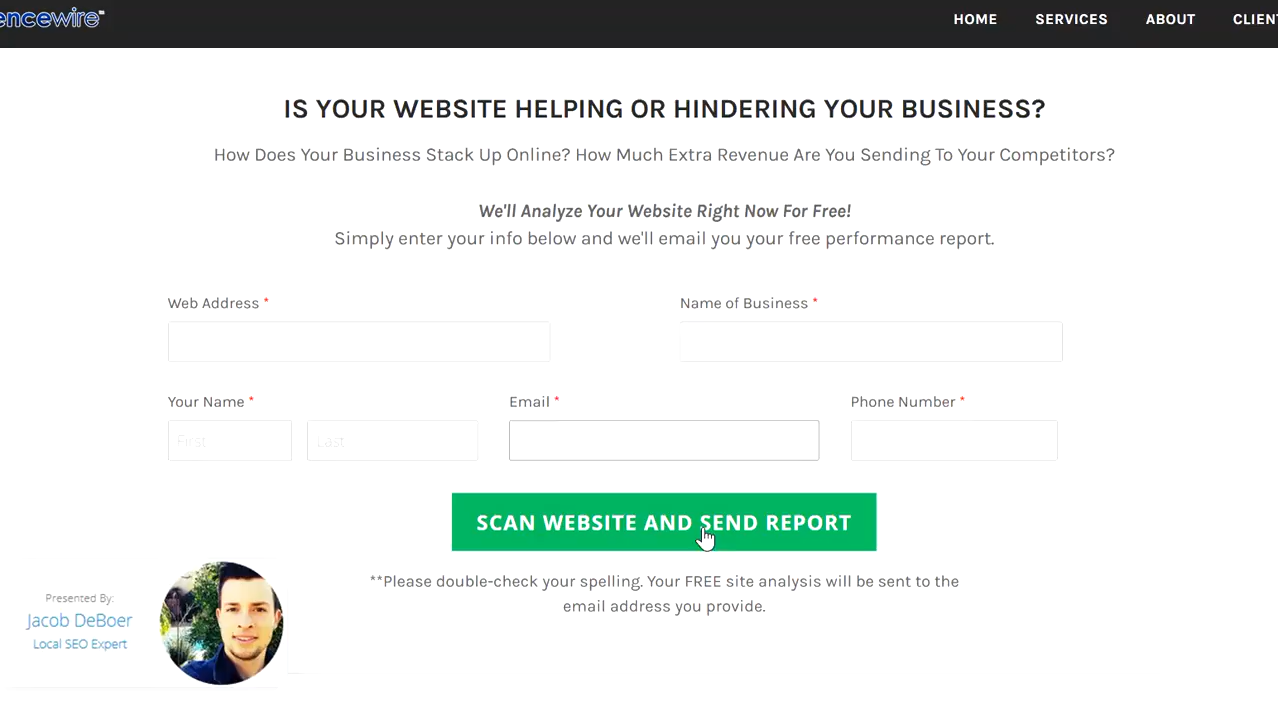 encewire™
HOME SERVICES ABOUT CLIENT
IS YOUR WEBSITE HELPING OR HINDERING YOUR BUSINESS?
How Does Your Business Stack Up Online? How Much Extra Revenue Are You Sending To Your Competitors?
We'll Analyze Your Website Right Now For Free!
Simply enter your info below and we'll email you your free performance report.
Web Address *
Name of Business *
Your Name *
Email *
Phone Number *
First
Last
SCAN WEBSITE AND SEND REPORT
**Please double-check your spelling. Your FREE site analysis will be sent to the
email address you provide.
Presented By:
Jacob DeBoer
Local SEO Expert